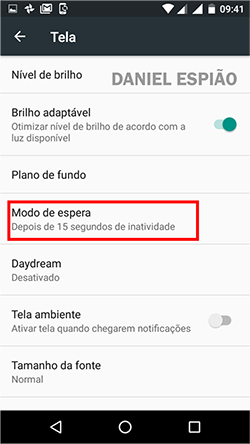 09:41
Tela
Nível de brilho
DANIEL ESPIÃO
Brilho adaptável
Otimizar nível de brilho de acordo com a
luz disponível
Plano de fundo
Modo de espera
Depois de 15 segundos de inatividade
Daydream
Desativado
Tela ambiente
Ativar tela quando chegarem notificações
Tamanho da fonte
Normal